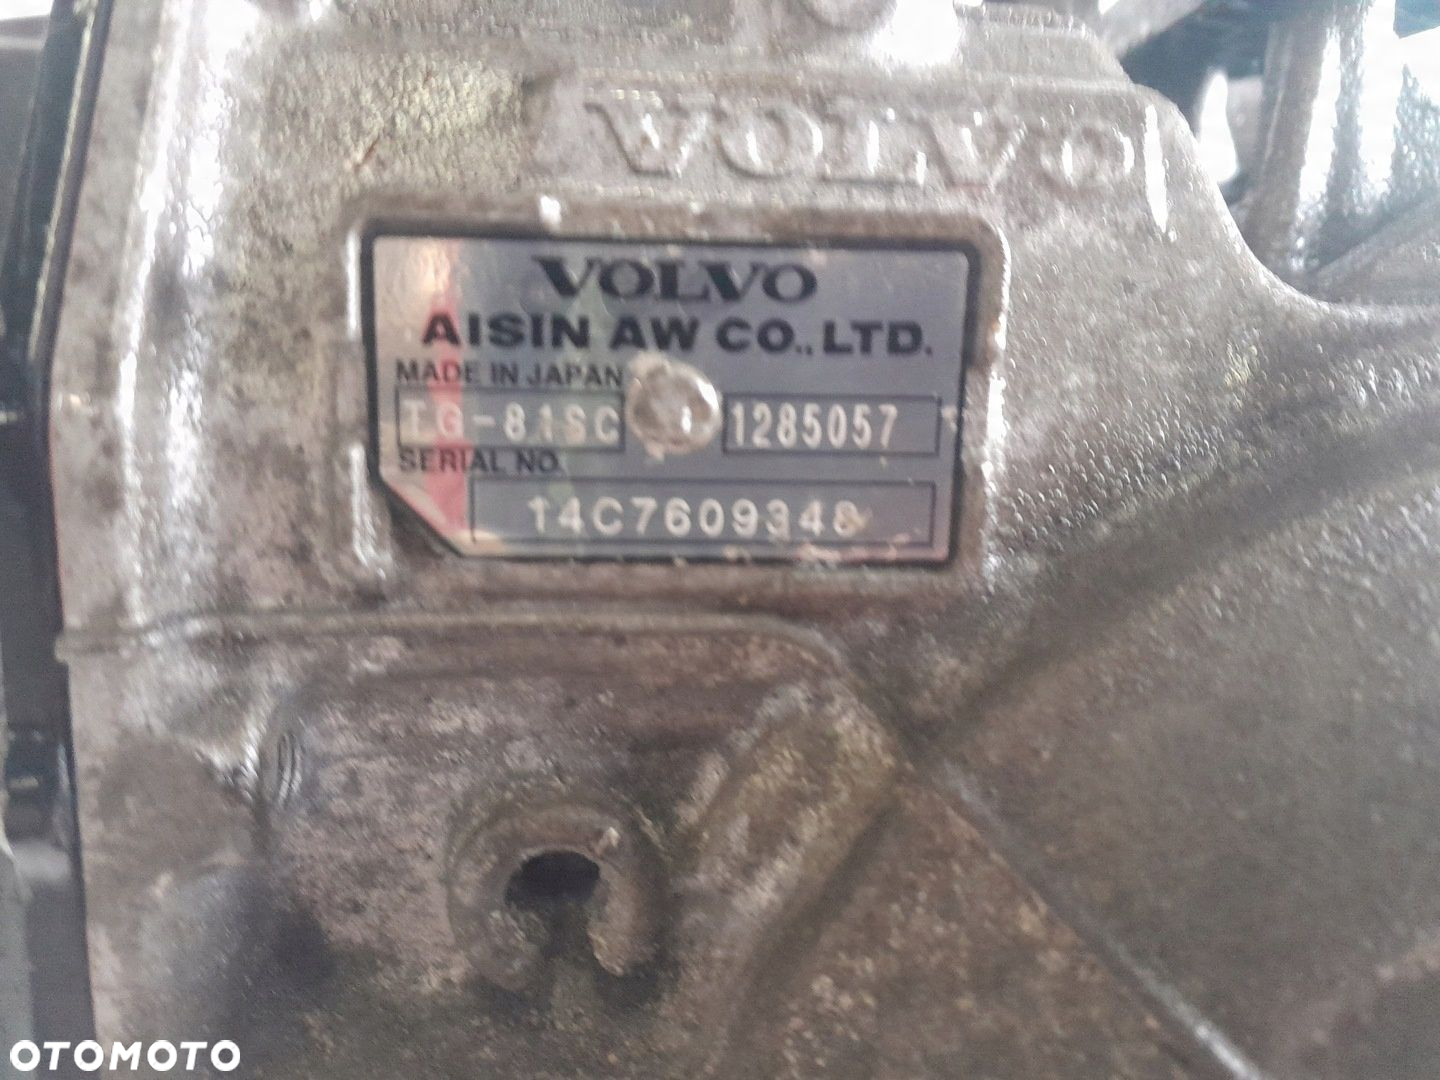 VOLVO
VOLVO
AISIN AW CO., LTD.
MADE IN JAPAN
TG-81SC 1285057
SERIAL NO.
14C7609348
OTOMOTO